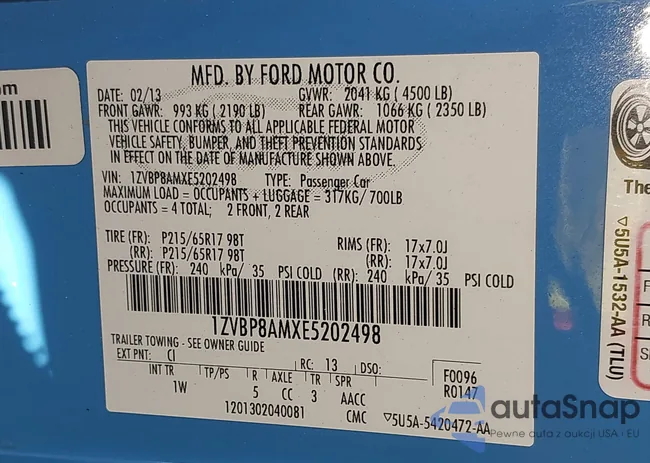 om
MFD. BY FORD MOTOR CO.
DATE: 02/13 GVWR: 2041 KG ( 4500 LB)
FRONT GAWR: 993 KG ( 2190 LB) REAR GAWR: 1066 KG ( 2350 LB)
THIS VEHICLE CONFORMS TO ALL APPLICABLE FEDERAL MOTOR
VEHICLE SAFETY, BUMPER, AND THEFT PREVENTION STANDARDS
IN EFFECT ON THE DATE OF MANUFACTURE SHOWN ABOVE.
VIN: 1ZVBP8AMXE5202498 TYPE: Passenger Car
MAXIMUM LOAD = OCCUPANTS + LUGGAGE = 317KG/ 700LB
OCCUPANTS = 4 TOTAL; 2 FRONT, 2 REAR
TIRE (FR): P215/65R17 98T RIMS (FR): 17x7.0J
(RR): P215/65R17 98T (RR): 17x7.0J
PRESSURE (FR): 240 kPa/ 35 PSI COLD (RR): 240 kPa/ 35 PSI COLD
1ZVBP8AMXE5202498
TRAILER TOWING - SEE OWNER GUIDE
EXT PNT: CI RC: 13 DSO: F0096
R0147
INT TR TP/PS R AXLE TR SPR
1W 5 CC 3 AACC
1201302040081 CMC ▽5U5A-5420472-AA
The
▽5U5A-1532-AA (TLU)
F
R
S
autaSnap
Pewne auta z aukcji USA - EU